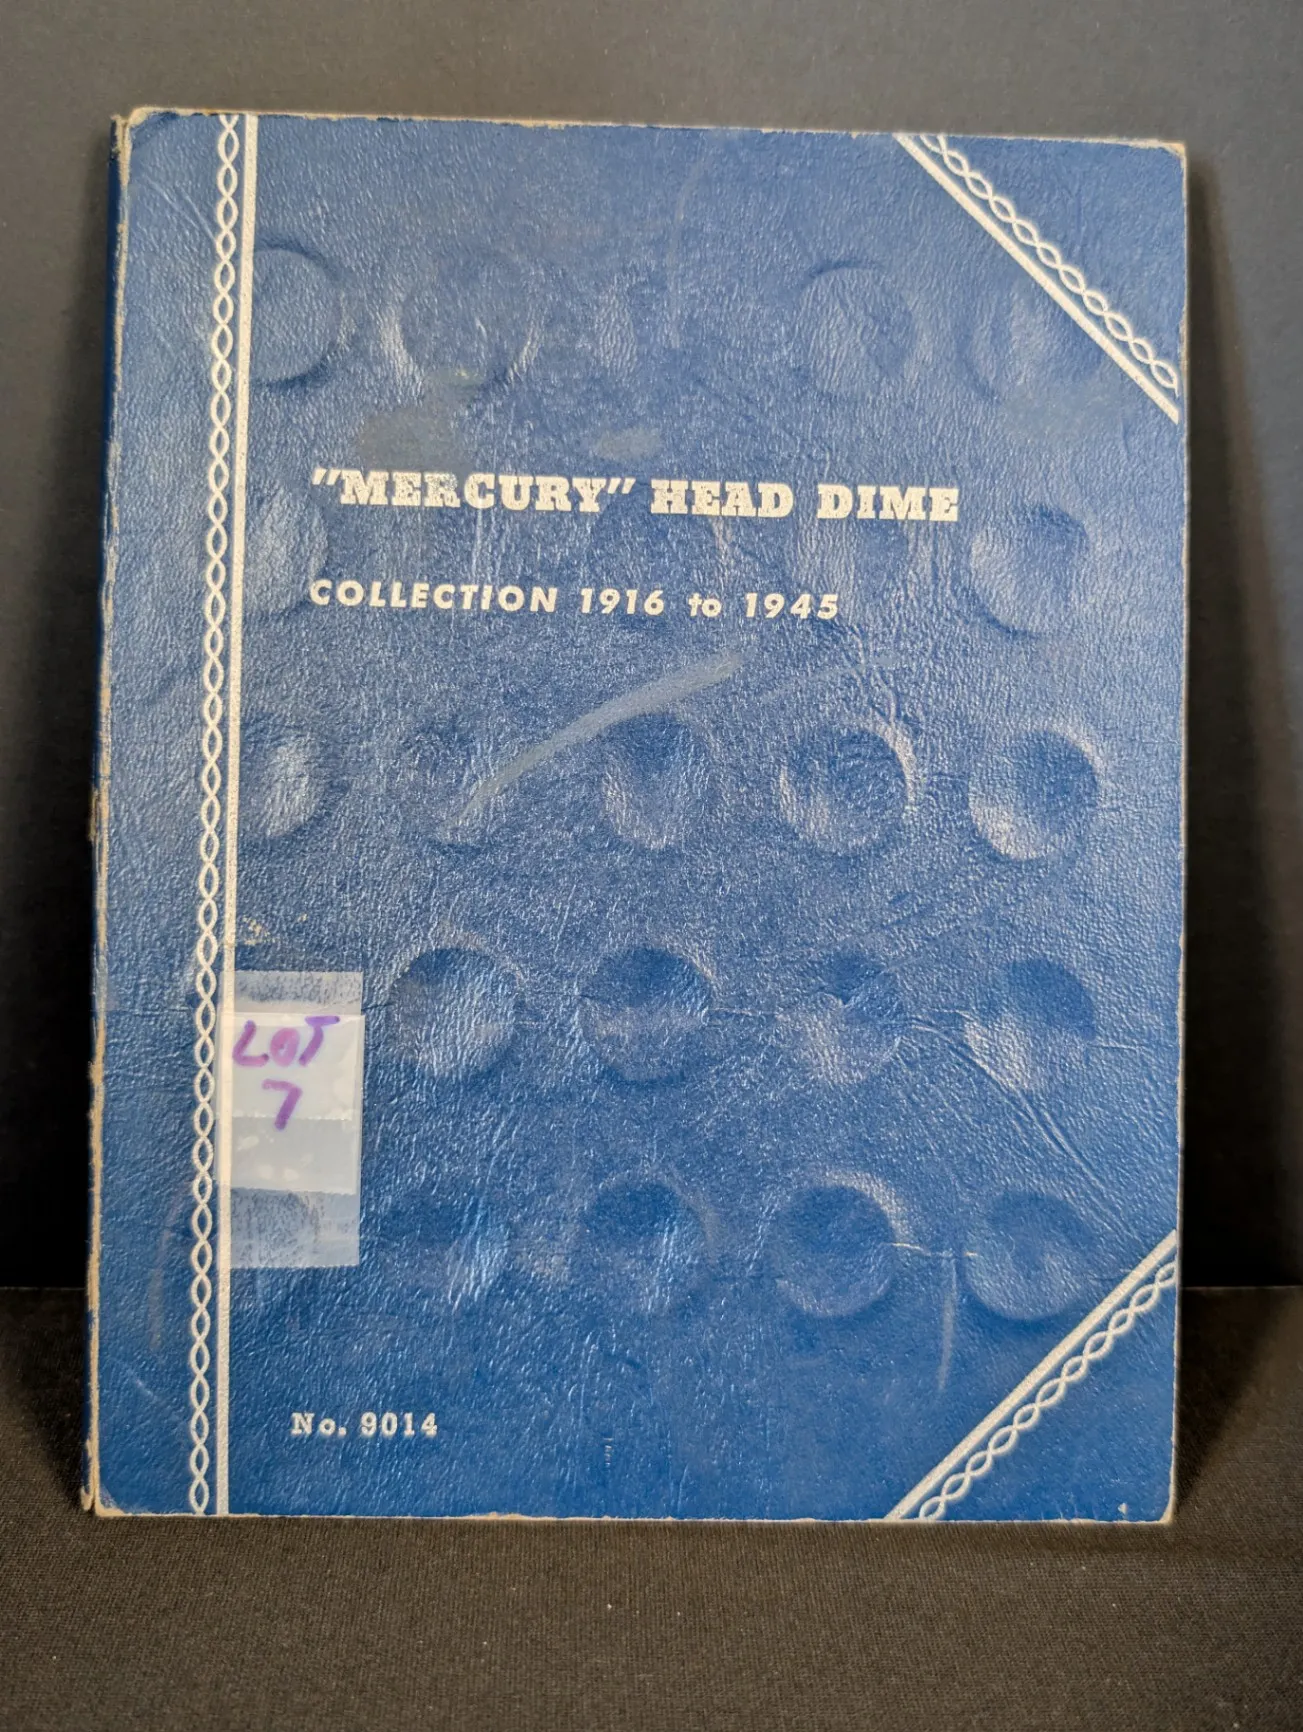 "MERCURY" HEAD DIME
COLLECTION 1916 to 1945
LOT
7
No. 9014